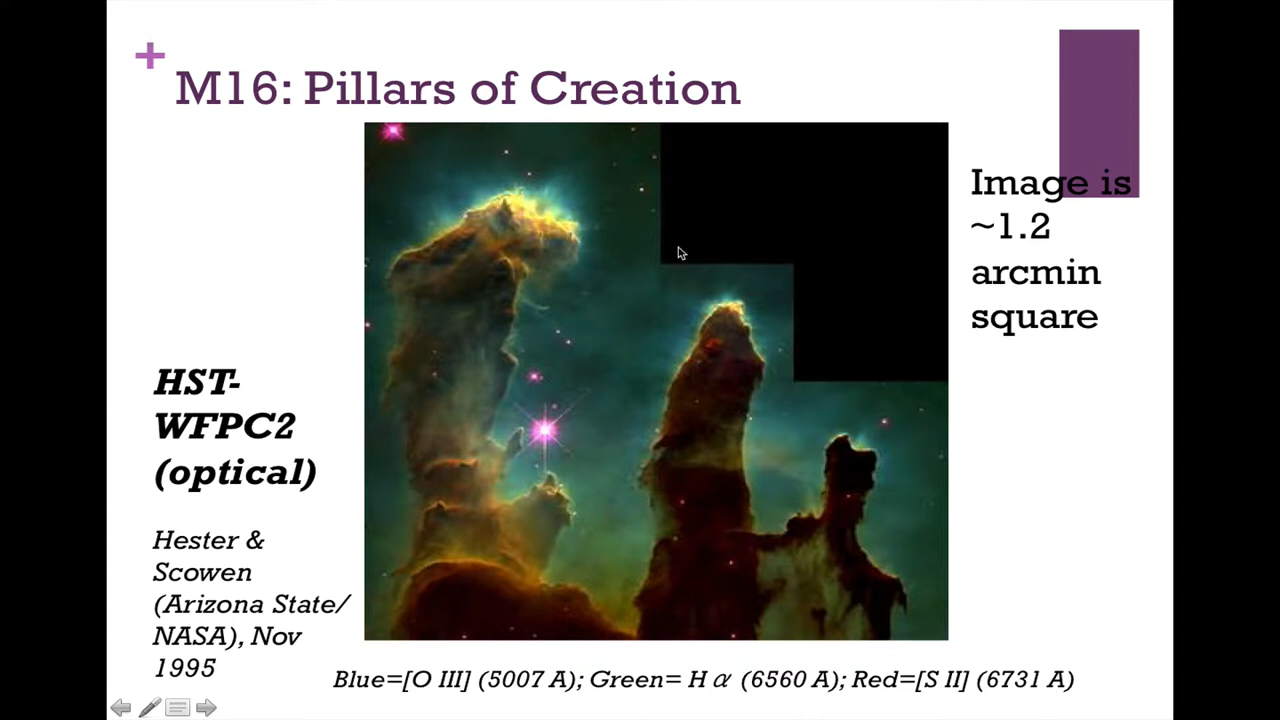 +
M16: Pillars of Creation
Image is
~1.2
arcmin
square
HST-
WFPC2
(optical)
Hester &
Scowen
(Arizona State/
NASA), Nov
1995
Blue=[O III] (5007 A); Green= H α (6560 A); Red=[S II] (6731 A)